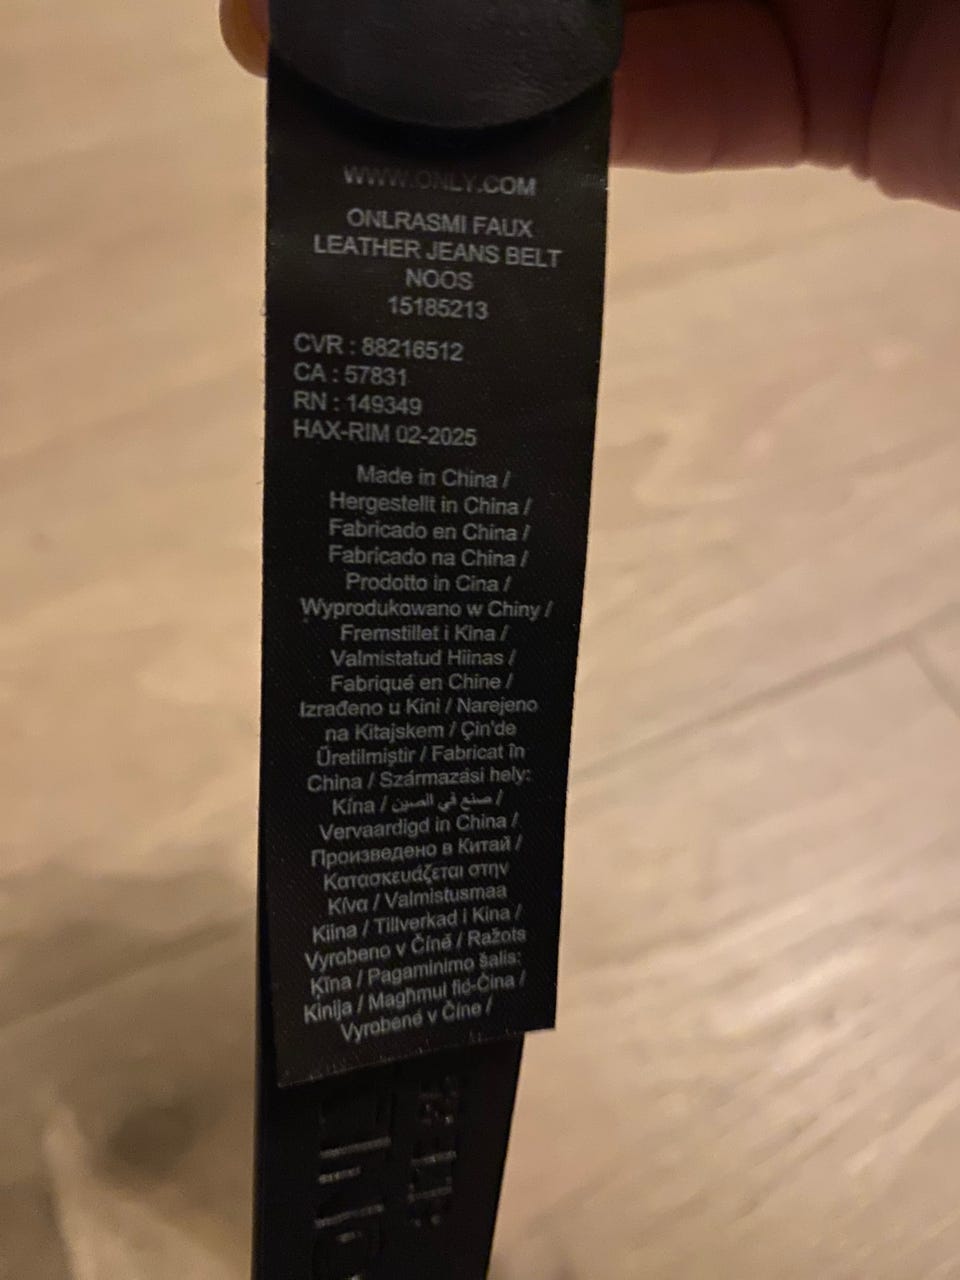 WWW.ONLY.COM
ONLRASMI FAUX
LEATHER JEANS BELT
NOOS
15185213
CVR : 88216512
CA : 57831
RN : 149349
HAX-RIM 02-2025
Made in China /
Hergestellt in China /
Fabricado en China /
Fabricado na China /
Prodotto in Cina /
Wyprodukowano w Chiny /
Fremstillet i Kina /
Valmistatud Hiinas /
Fabriqué en Chine /
Izrađeno u Kini / Narejeno
na Kitajskem / Çin'de
Üretilmiştir / Fabricat în
China / Származási hely:
Kína / صنع في الصين /
Vervaardigd in China /
Произведено в Китай /
Κατασκευάζεται στην
Κίνα / Valmistusmaa
Kiina / Tillverkad i Kina /
Vyrobeno v Číně / Ražots
Ķīna / Pagaminimo šalis:
Kinija / Magħmul fiċ-Ċina /
Vyrobené v Číne /